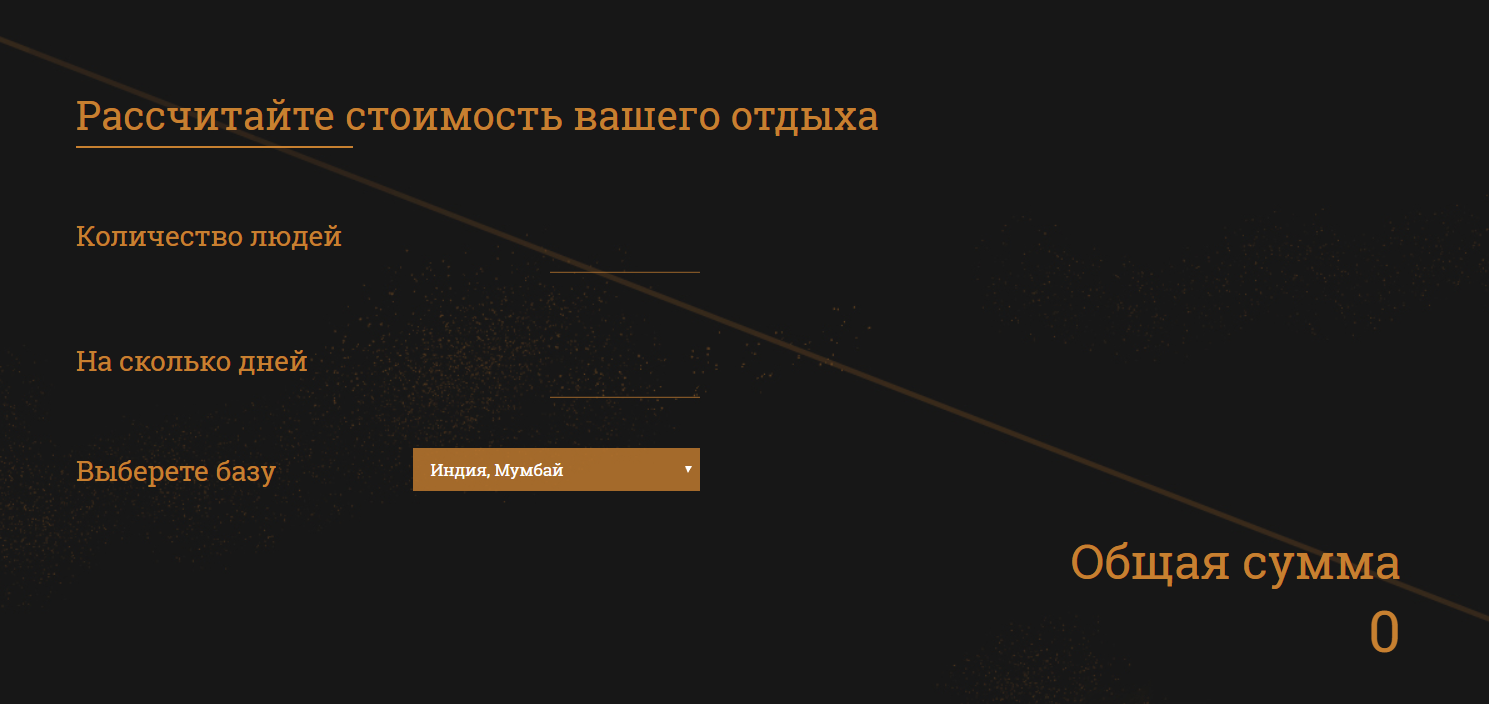 Рассчитайте стоимость вашего отдыха
Количество людей
На сколько дней
Выберете базу
Индия, Мумбай
Общая сумма
0